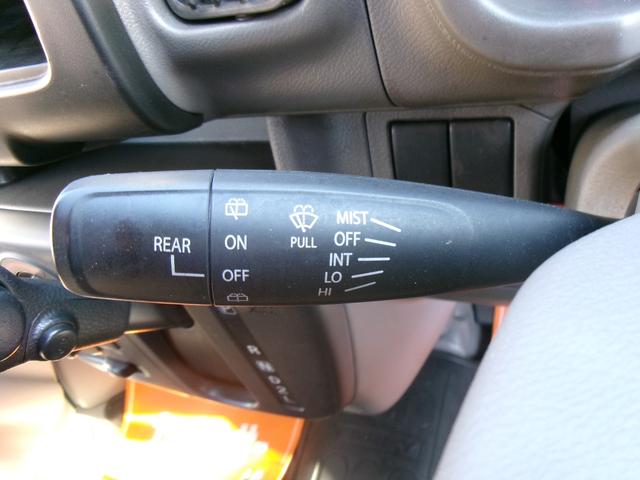 REAR
ON
OFF
PULL
MIST
OFF
INT
LO
HI